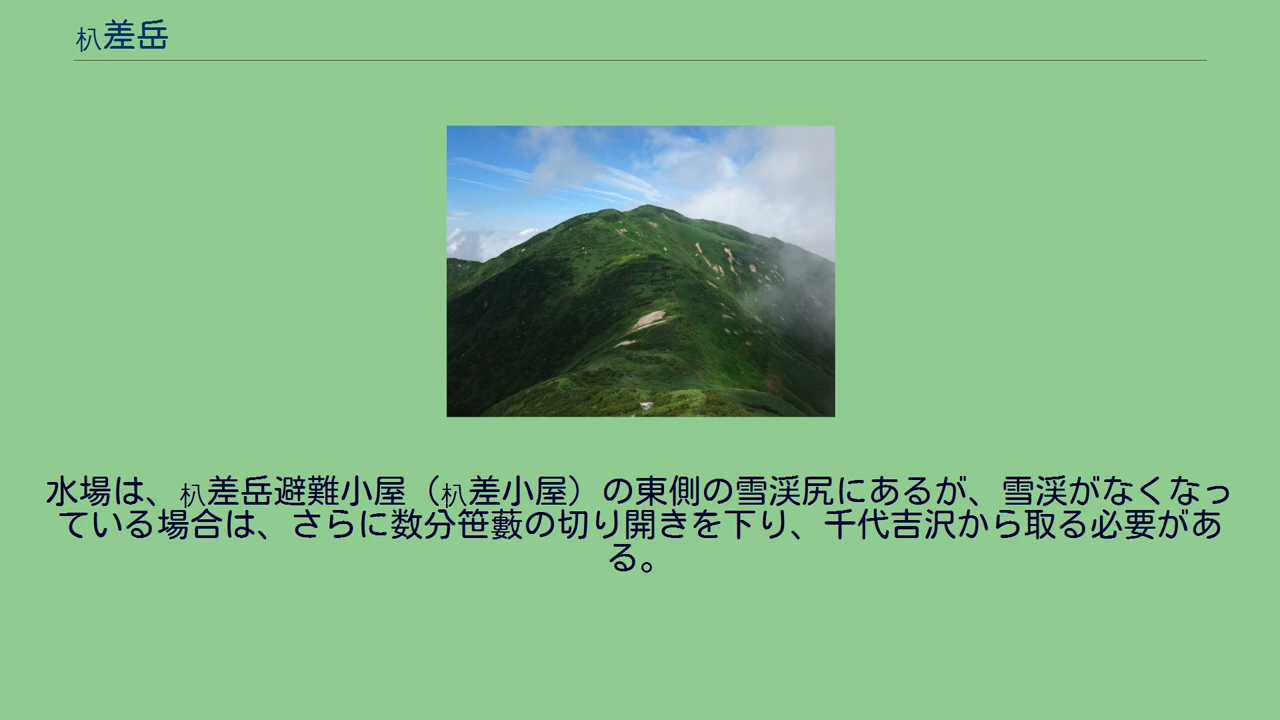 朳差岳
水場は、朳差岳避難小屋（朳差小屋）の東側の雪渓尻にあるが、雪渓がなくなっ
ている場合は、さらに数分笹藪の切り開きを下り、千代吉沢から取る必要があ
る。